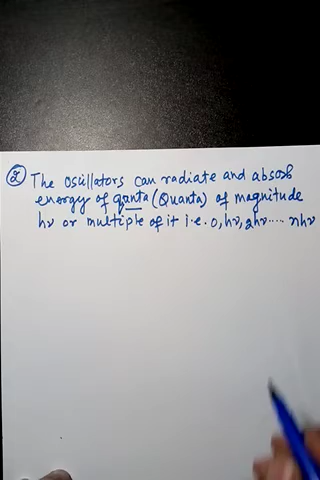 ② The oscillators can radiate and absorb
energy of qunta (Quanta) of magnitude
hν or multiple of it i.e. 0, hν, 2hν..... nhν